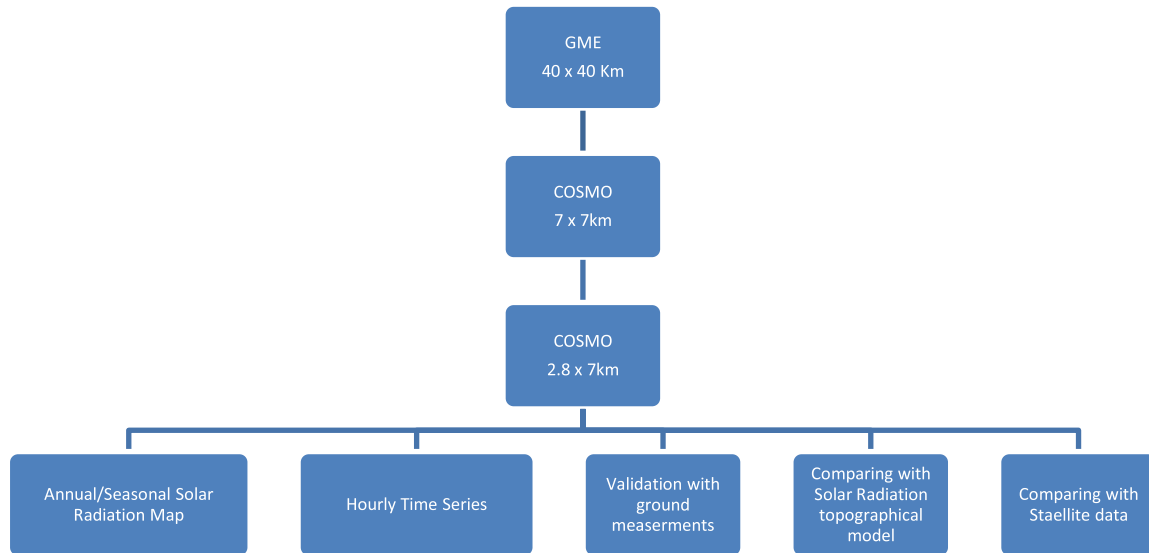 GME
40 x 40 Km
COSMO
7 x 7km
COSMO
2.8 x 7km
Annual/Seasonal Solar
Radiation Map
Hourly Time Series
Validation with
ground
measerments
Comparing with
Solar Radiation
topographical
model
Comparing with
Staellite data